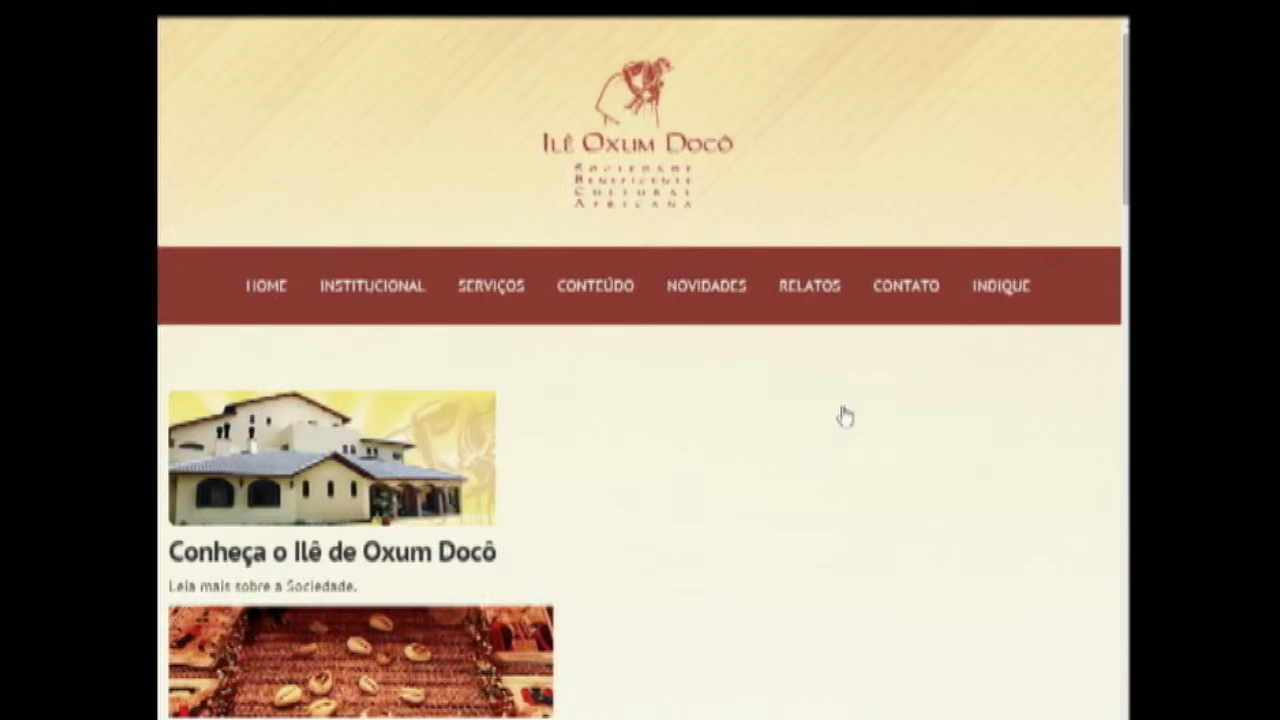 ILÊ OXUM DOCÔ
SOCIEDADE
BENEFICENTE
CULTURAL
AFRICANA
HOME INSTITUCIONAL SERVIÇOS CONTEÚDO NOVIDADES RELATOS CONTATO INDIQUE
Conheça o Ilê de Oxum Docô
Leia mais sobre a Sociedade.